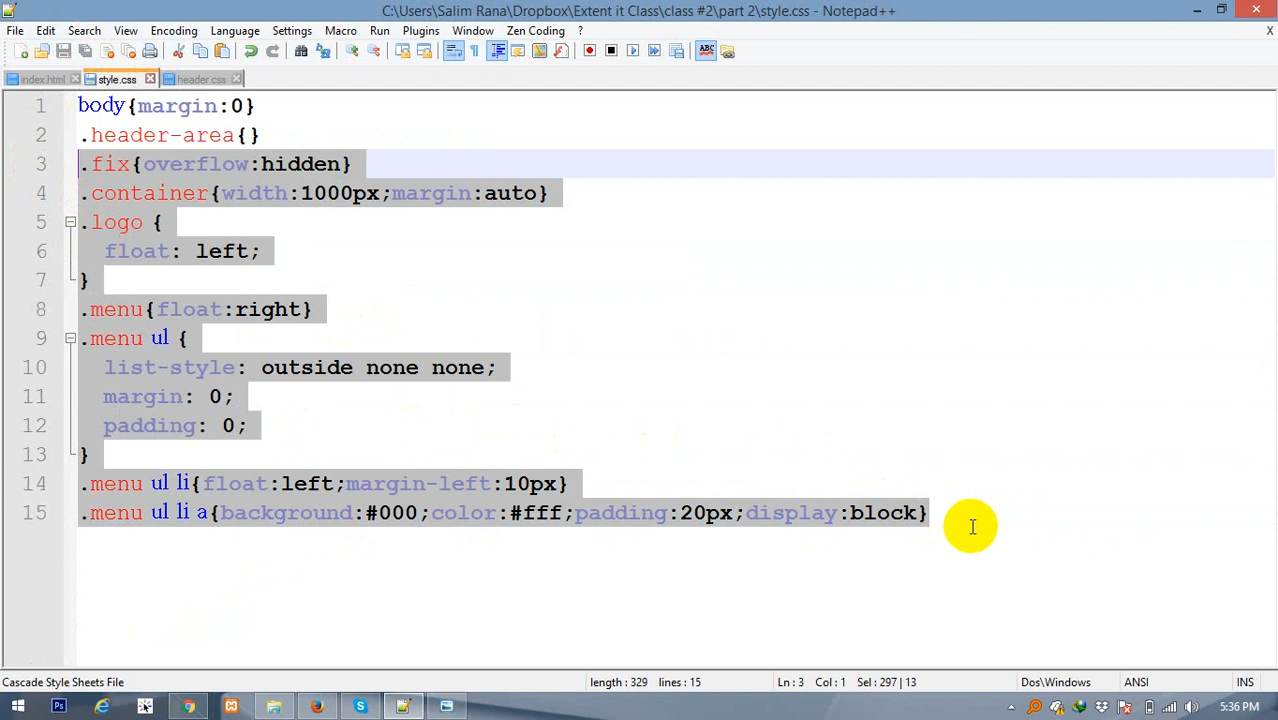 C:\Users\Salim Rana\Dropbox\Extent it Class\class #2\part 2\style.css - Notepad++
File Edit Search View Encoding Language Settings Macro Run Plugins Window Zen Coding ? X
index.html style.css header.css
1 body{margin:0}
2 .header-area{}
3 .fix{overflow:hidden}
4 .container{width:1000px;margin:auto}
5 .logo {
6 float: left;
7 }
8 .menu{float:right}
9 .menu ul {
10 list-style: outside none none;
11 margin: 0;
12 padding: 0;
13 }
14 .menu ul li{float:left;margin-left:10px}
15 .menu ul li a{background:#000;color:#fff;padding:20px;display:block}
Cascade Style Sheets File length : 329 lines : 15 Ln : 3 Col : 1 Sel : 297 | 13 Dos\Windows ANSI INS
Ps 5:36 PM